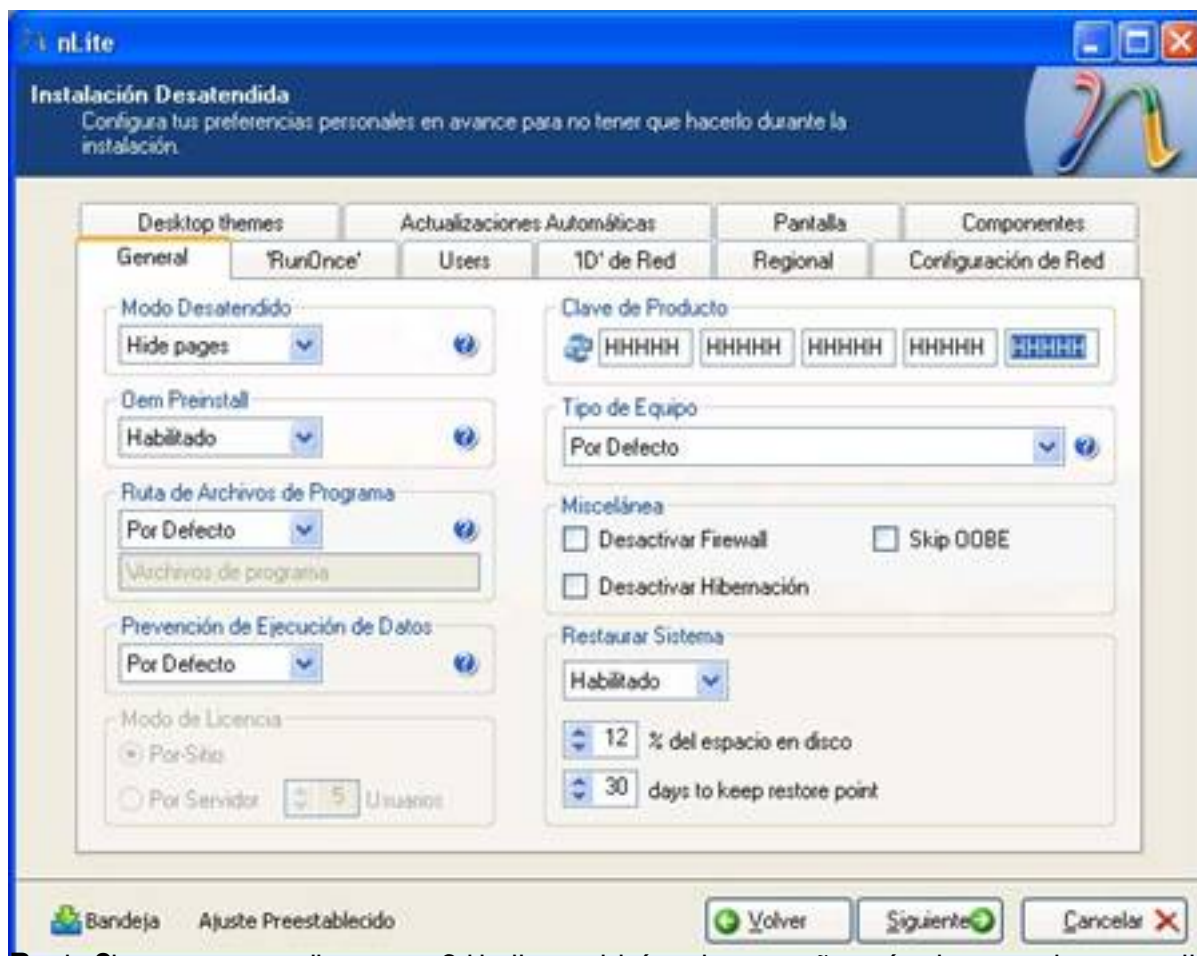 nLite
Instalación Desatendida
Configura tus preferencias personales en avance para no tener que hacerlo durante la
instalación.
Desktop themes
Actualizaciones Automáticas
Pantalla
Componentes
General
'RunOnce'
Users
'ID' de Red
Regional
Configuración de Red
Modo Desatendido
Hide pages
Oem Preinstall
Habilitado
Ruta de Archivos de Programa
Por Defecto
\Archivos de programa
Prevención de Ejecución de Datos
Por Defecto
Modo de Licencia
Por-Sitio
Por Servidor 5 Usuarios
Clave de Producto
HHHHH HHHHH HHHHH HHHHH HHHHH
Tipo de Equipo
Por Defecto
Miscelánea
Desactivar Firewall
Skip OOBE
Desactivar Hibernación
Restaurar Sistema
Habilitado
12 % del espacio en disco
30 days to keep restore point
Bandeja
Ajuste Preestablecido
Volver
Siguiente
Cancelar